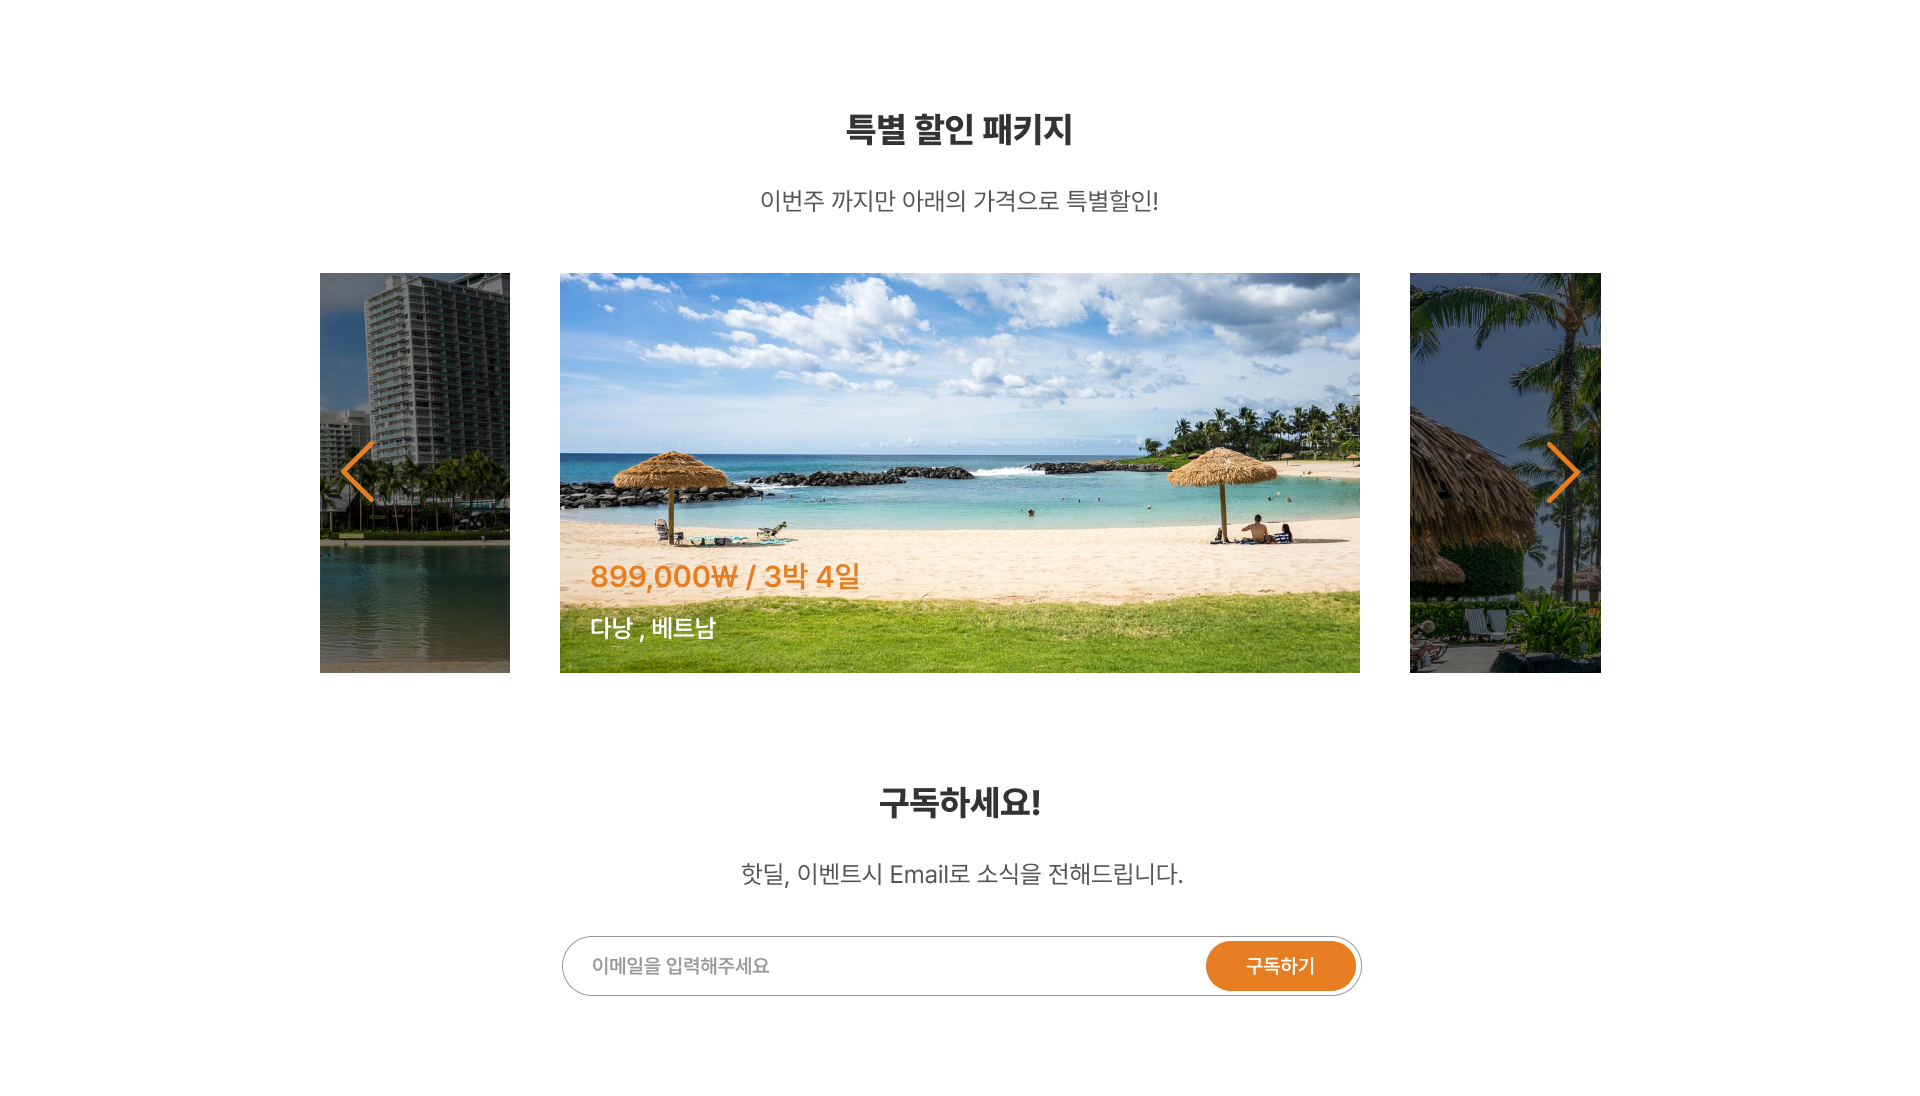 특별 할인 패키지
이번주 까지만 아래의 가격으로 특별할인!
899,000₩ / 3박 4일
다낭 , 베트남
구독하세요!
핫딜, 이벤트시 Email로 소식을 전해드립니다.
이메일을 입력해주세요
구독하기